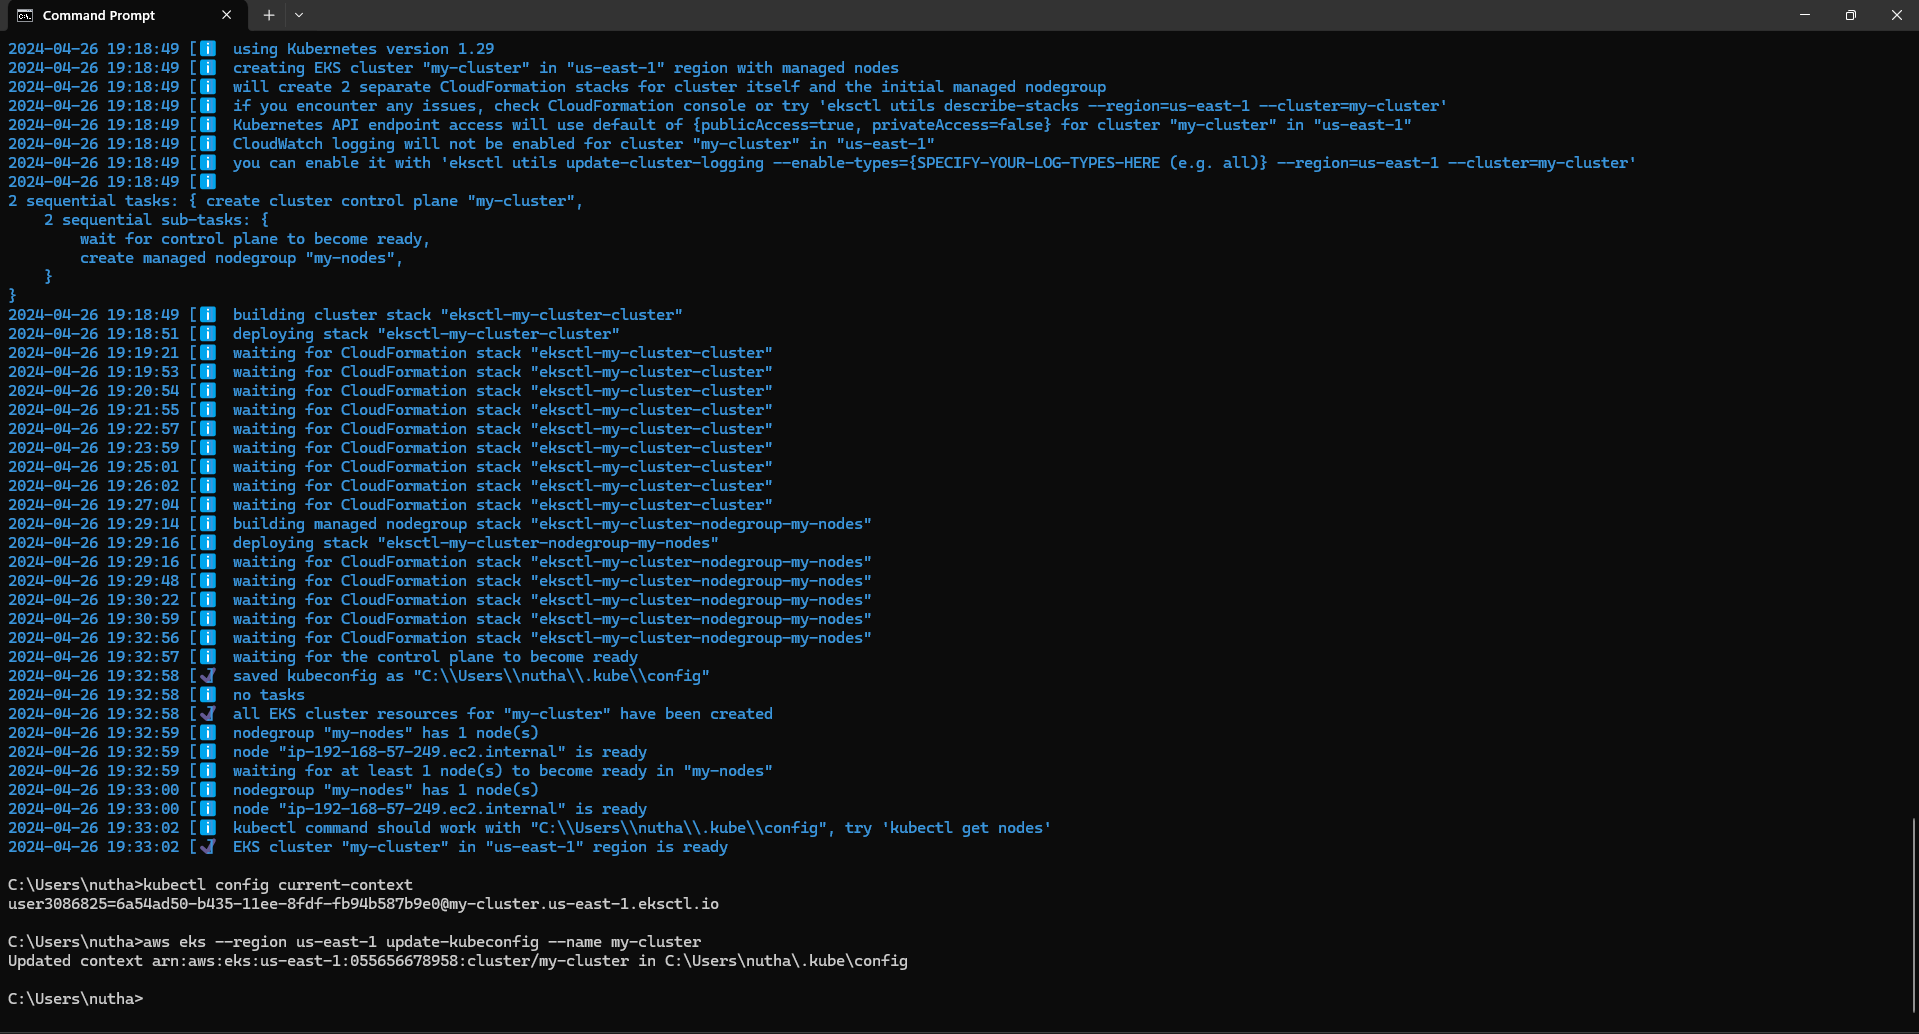 Command Prompt
2024-04-26 19:18:49 [ℹ]  using Kubernetes version 1.29
2024-04-26 19:18:49 [ℹ]  creating EKS cluster "my-cluster" in "us-east-1" region with managed nodes
2024-04-26 19:18:49 [ℹ]  will create 2 separate CloudFormation stacks for cluster itself and the initial managed nodegroup
2024-04-26 19:18:49 [ℹ]  if you encounter any issues, check CloudFormation console or try 'eksctl utils describe-stacks --region=us-east-1 --cluster=my-cluster'
2024-04-26 19:18:49 [ℹ]  Kubernetes API endpoint access will use default of {publicAccess=true, privateAccess=false} for cluster "my-cluster" in "us-east-1"
2024-04-26 19:18:49 [ℹ]  CloudWatch logging will not be enabled for cluster "my-cluster" in "us-east-1"
2024-04-26 19:18:49 [ℹ]  you can enable it with 'eksctl utils update-cluster-logging --enable-types={SPECIFY-YOUR-LOG-TYPES-HERE (e.g. all)} --region=us-east-1 --cluster=my-cluster'
2024-04-26 19:18:49 [ℹ
2 sequential tasks: { create cluster control plane "my-cluster",
    2 sequential sub-tasks: {
        wait for control plane to become ready,
        create managed nodegroup "my-nodes",
    }
}
2024-04-26 19:18:49 [ℹ  building cluster stack "eksctl-my-cluster-cluster"
2024-04-26 19:18:51 [ℹ  deploying stack "eksctl-my-cluster-cluster"
2024-04-26 19:19:21 [ℹ  waiting for CloudFormation stack "eksctl-my-cluster-cluster"
2024-04-26 19:19:53 [ℹ  waiting for CloudFormation stack "eksctl-my-cluster-cluster"
2024-04-26 19:20:54 [ℹ  waiting for CloudFormation stack "eksctl-my-cluster-cluster"
2024-04-26 19:21:55 [ℹ  waiting for CloudFormation stack "eksctl-my-cluster-cluster"
2024-04-26 19:22:57 [ℹ  waiting for CloudFormation stack "eksctl-my-cluster-cluster"
2024-04-26 19:23:59 [ℹ  waiting for CloudFormation stack "eksctl-my-cluster-cluster"
2024-04-26 19:25:01 [ℹ  waiting for CloudFormation stack "eksctl-my-cluster-cluster"
2024-04-26 19:26:02 [ℹ  waiting for CloudFormation stack "eksctl-my-cluster-cluster"
2024-04-26 19:27:04 [ℹ  waiting for CloudFormation stack "eksctl-my-cluster-cluster"
2024-04-26 19:29:14 [ℹ  building managed nodegroup stack "eksctl-my-cluster-nodegroup-my-nodes"
2024-04-26 19:29:16 [ℹ  deploying stack "eksctl-my-cluster-nodegroup-my-nodes"
2024-04-26 19:29:16 [ℹ  waiting for CloudFormation stack "eksctl-my-cluster-nodegroup-my-nodes"
2024-04-26 19:29:48 [ℹ  waiting for CloudFormation stack "eksctl-my-cluster-nodegroup-my-nodes"
2024-04-26 19:30:22 [ℹ  waiting for CloudFormation stack "eksctl-my-cluster-nodegroup-my-nodes"
2024-04-26 19:30:59 [ℹ  waiting for CloudFormation stack "eksctl-my-cluster-nodegroup-my-nodes"
2024-04-26 19:32:56 [ℹ  waiting for CloudFormation stack "eksctl-my-cluster-nodegroup-my-nodes"
2024-04-26 19:32:57 [ℹ  waiting for the control plane to become ready
2024-04-26 19:32:58 [✔  saved kubeconfig as "C:\\Users\\nutha\\.kube\\config"
2024-04-26 19:32:58 [ℹ  no tasks
2024-04-26 19:32:58 [✔  all EKS cluster resources for "my-cluster" have been created
2024-04-26 19:32:59 [ℹ  nodegroup "my-nodes" has 1 node(s)
2024-04-26 19:32:59 [ℹ  node "ip-192-168-57-249.ec2.internal" is ready
2024-04-26 19:32:59 [ℹ  waiting for at least 1 node(s) to become ready in "my-nodes"
2024-04-26 19:33:00 [ℹ  nodegroup "my-nodes" has 1 node(s)
2024-04-26 19:33:00 [ℹ  node "ip-192-168-57-249.ec2.internal" is ready
2024-04-26 19:33:02 [ℹ  kubectl command should work with "C:\\Users\\nutha\\.kube\\config", try 'kubectl get nodes'
2024-04-26 19:33:02 [✔  EKS cluster "my-cluster" in "us-east-1" region is ready
C:\Users\nutha>kubectl config current-context
user3086825=6a54ad50-b435-11ee-8fdf-fb94b587b9e0@my-cluster.us-east-1.eksctl.io
C:\Users\nutha>aws eks --region us-east-1 update-kubeconfig --name my-cluster
Updated context arn:aws:eks:us-east-1:055656678958:cluster/my-cluster in C:\Users\nutha\.kube\config
C:\Users\nutha>